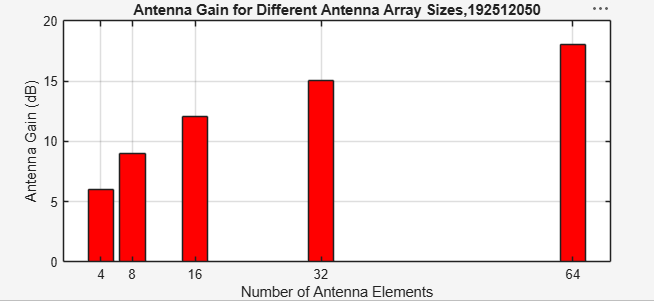 Antenna Gain for Different Antenna Array Sizes,192512050
20
15
10
5
0
Antenna Gain (dB)
4 8 16 32 64
Number of Antenna Elements